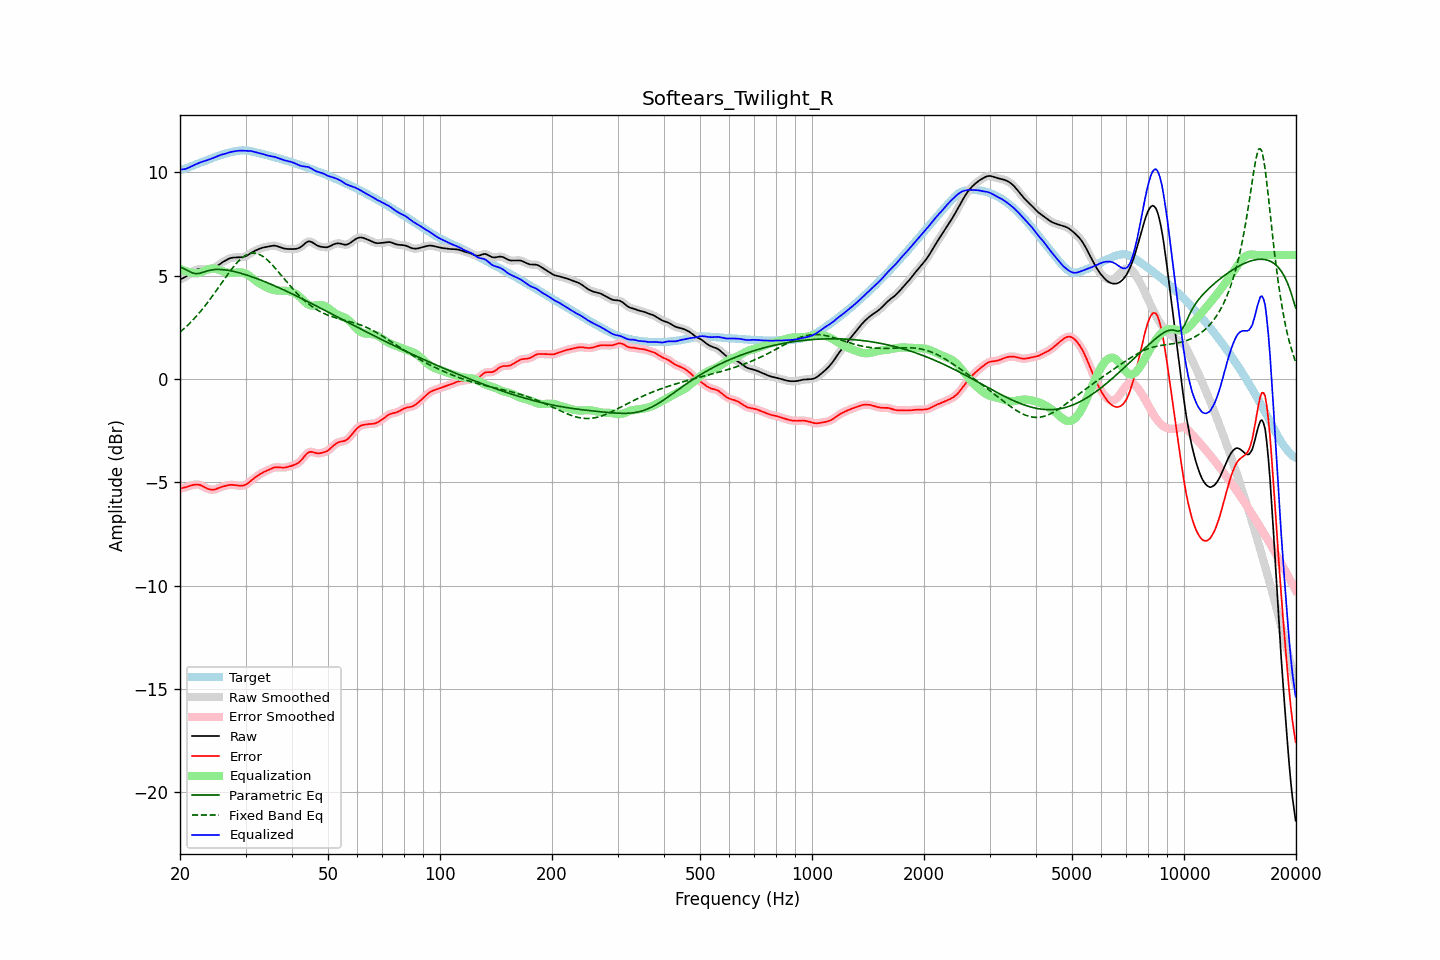 Softears_Twilight_R
Amplitude (dBr)
10
5
0
−5
−10
−15
−20
Target
Raw Smoothed
Error Smoothed
Raw
Error
Equalization
Parametric Eq
Fixed Band Eq
Equalized
20 50 100 200 500 1000 2000 5000 10000 20000
Frequency (Hz)